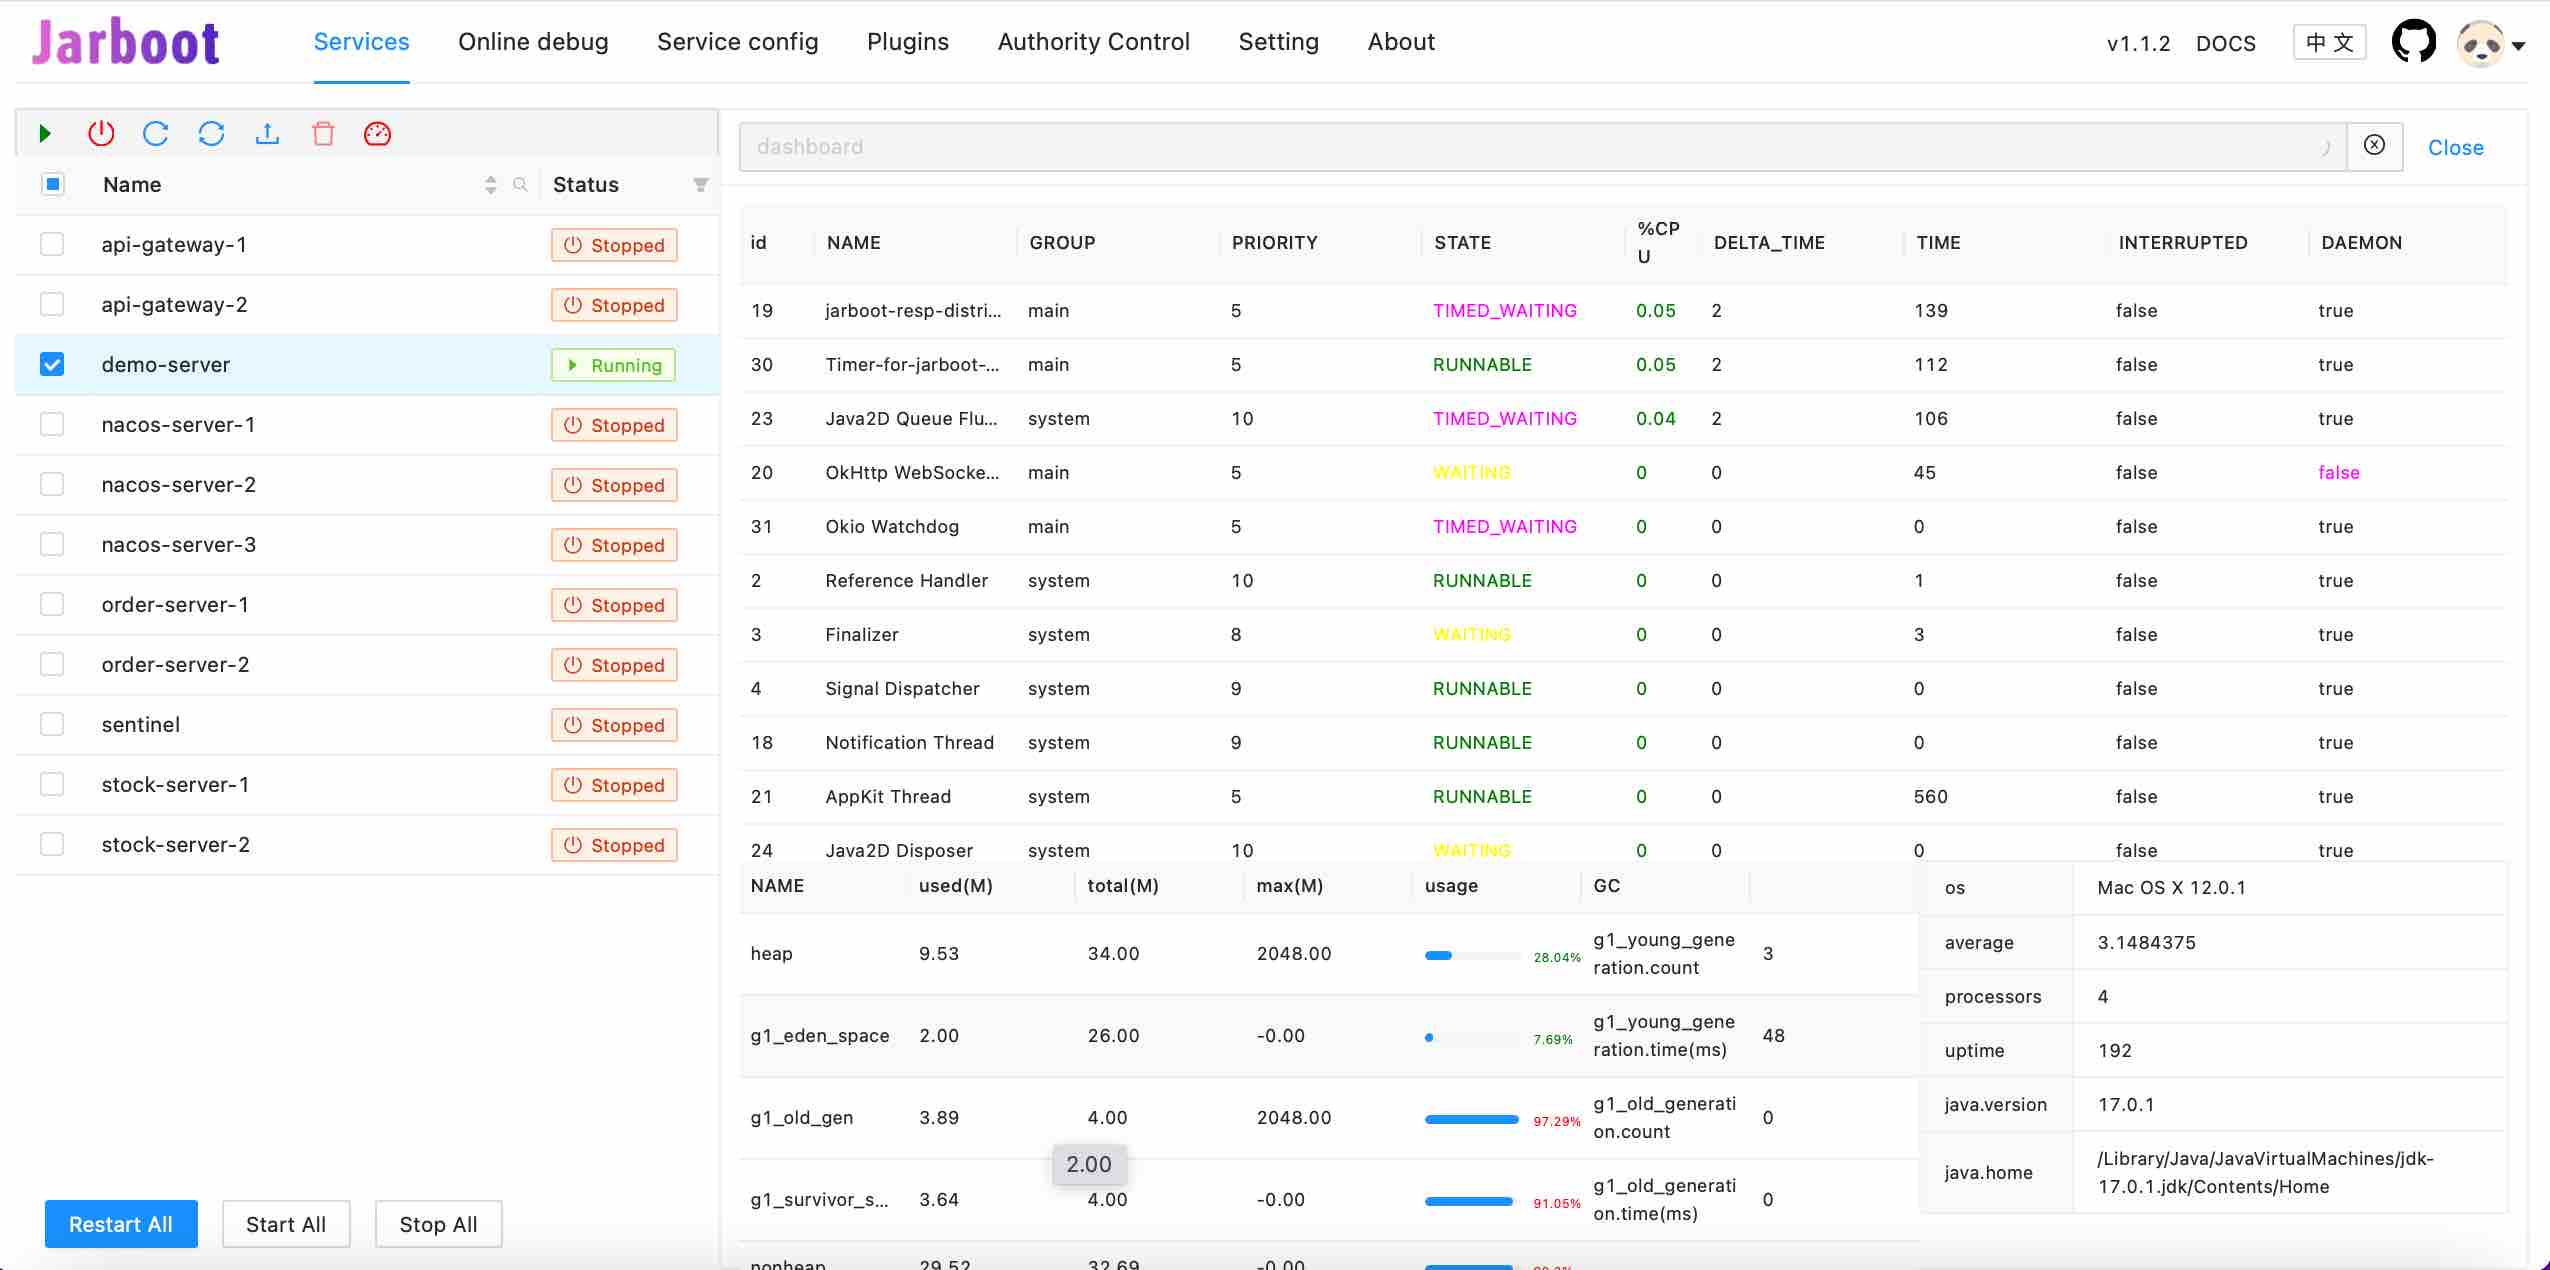 Jarboot Services Online debug Service config Plugins Authority Control Setting About v1.1.2 DOCS 中 文
dashboard Close
Name Status
api-gateway-1 Stopped
api-gateway-2 Stopped
demo-server Running
nacos-server-1 Stopped
nacos-server-2 Stopped
nacos-server-3 Stopped
order-server-1 Stopped
order-server-2 Stopped
sentinel Stopped
stock-server-1 Stopped
stock-server-2 Stopped
Restart All Start All Stop All
id NAME GROUP PRIORITY STATE %CP
U DELTA_TIME TIME INTERRUPTED DAEMON
19 jarboot-resp-distri... main 5 TIMED_WAITING 0.05 2 139 false true
30 Timer-for-jarboot-... main 5 RUNNABLE 0.05 2 112 false true
23 Java2D Queue Flu... system 10 TIMED_WAITING 0.04 2 106 false true
20 OkHttp WebSocke... main 5 WAITING 0 0 45 false false
31 Okio Watchdog main 5 TIMED_WAITING 0 0 0 false true
2 Reference Handler system 10 RUNNABLE 0 0 1 false true
3 Finalizer system 8 WAITING 0 0 3 false true
4 Signal Dispatcher system 9 RUNNABLE 0 0 0 false true
18 Notification Thread system 9 RUNNABLE 0 0 0 false true
21 AppKit Thread system 5 RUNNABLE 0 0 560 false true
24 Java2D Disposer system 10 WAITING 0 0 0 false true
NAME used(M) total(M) max(M) usage GC
heap 9.53 34.00 2048.00 28.04% g1_young_gene
ration.count 3
g1_eden_space 2.00 26.00 -0.00 7.69% g1_young_gene
ration.time(ms) 48
g1_old_gen 3.89 4.00 2048.00 97.29% g1_old_generati
on.count 0
2.00
g1_survivor_s... 3.64 4.00 -0.00 91.05% g1_old_generati
on.time(ms) 0
nonheap 29.52 32.69 -0.00
os Mac OS X 12.0.1
average 3.1484375
processors 4
uptime 192
java.version 17.0.1
java.home /Library/Java/JavaVirtualMachines/jdk-
17.0.1.jdk/Contents/Home